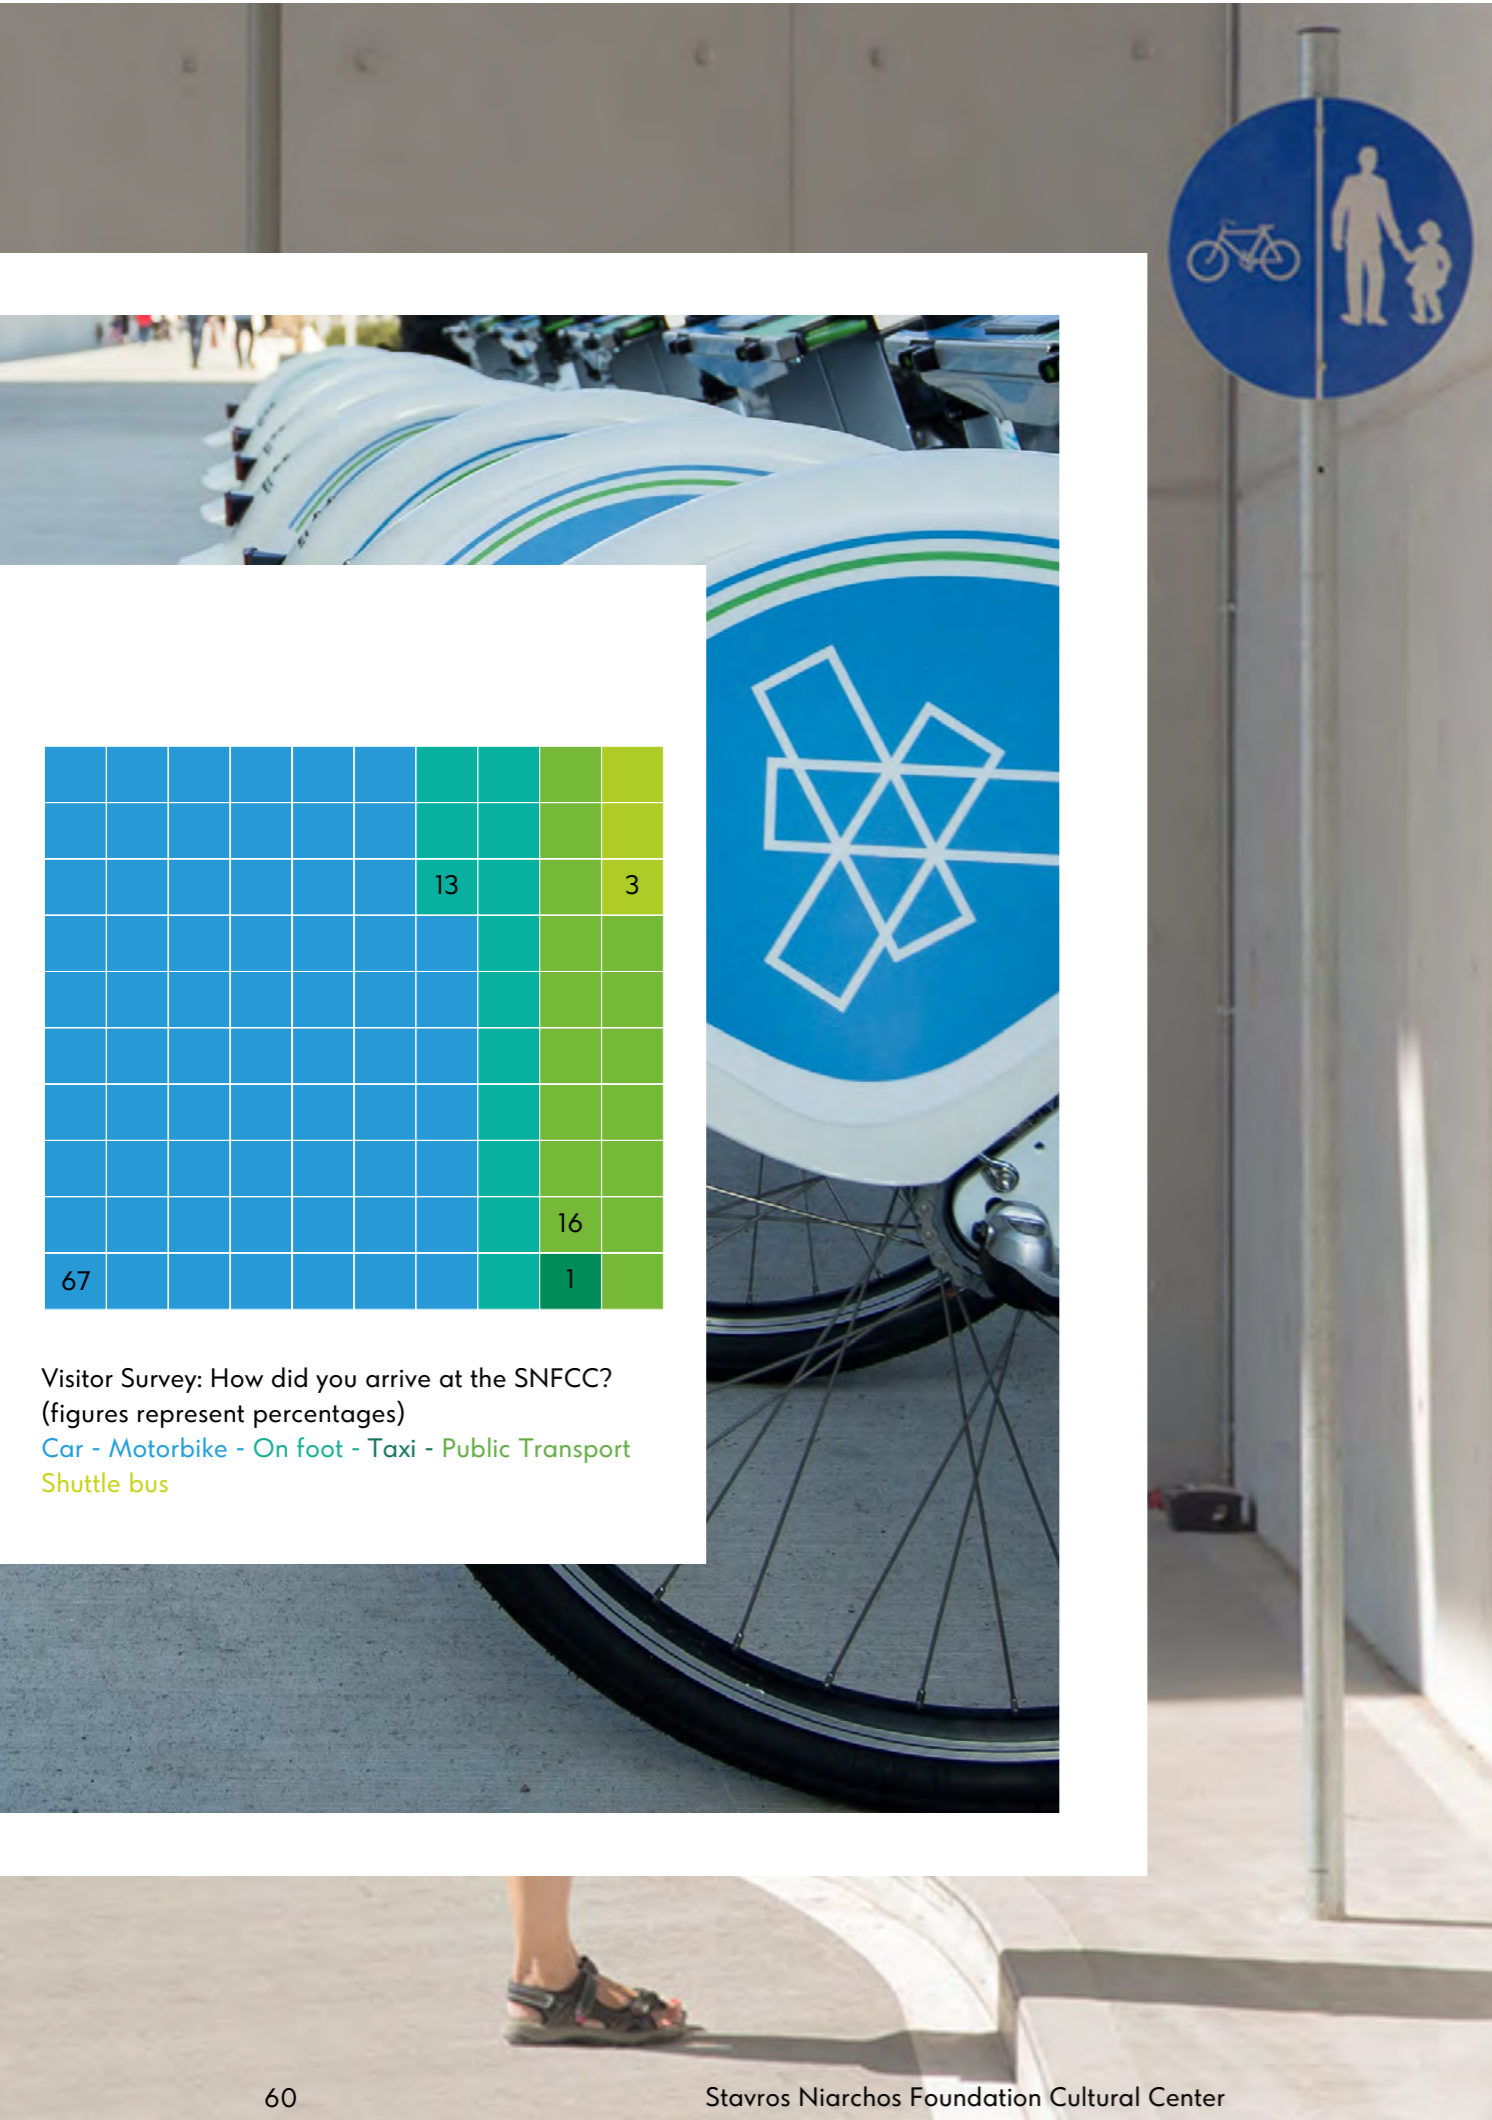 13
3
16
67
1
Visitor Survey: How did you arrive at the SNFCC?
(figures represent percentages)
Car - Motorbike - On foot - Taxi - Public Transport
Shuttle bus
60
Stavros Niarchos Foundation Cultural Center